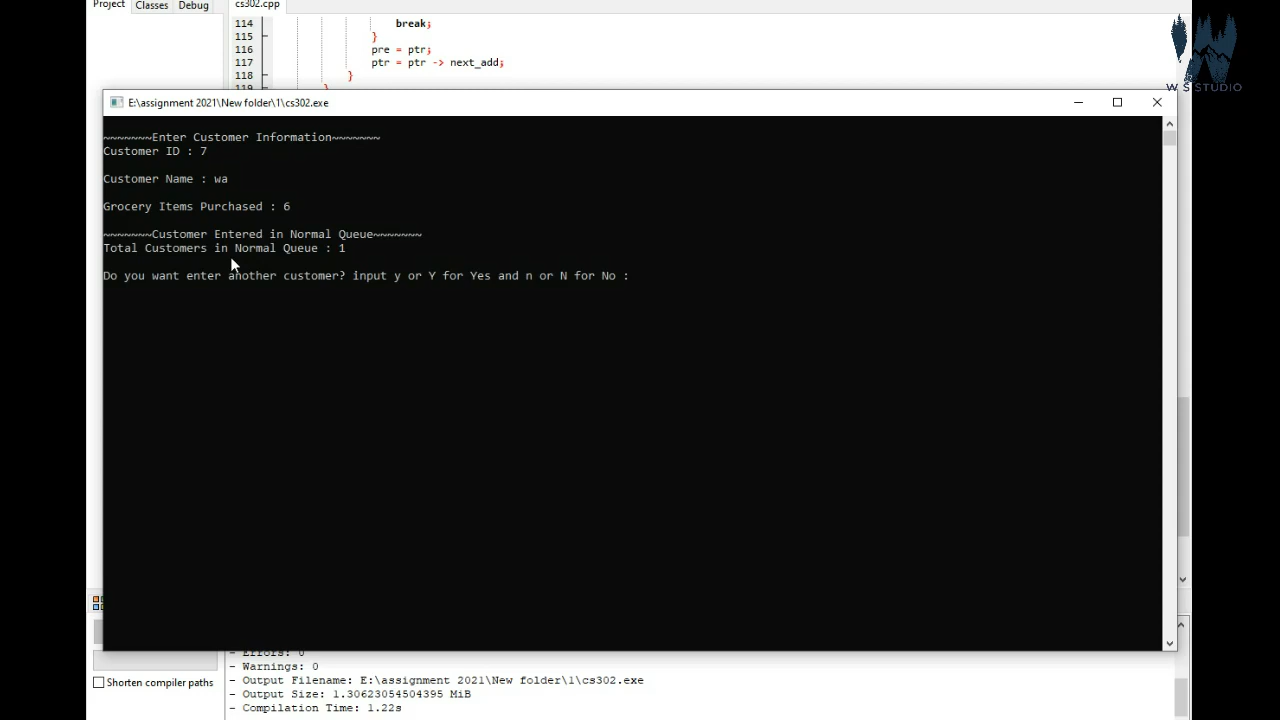 Project Classes Debug cs302.cpp
114 break;
115 }
116 pre = ptr;
117 ptr = ptr -> next_add;
118 }
W S STUDIO
E:\assignment 2021\New folder\1\cs302.exe
~~~~~~~Enter Customer Information~~~~~~~
Customer ID : 7
Customer Name : wa
Grocery Items Purchased : 6
~~~~~~~Customer Entered in Normal Queue~~~~~~~
Total Customers in Normal Queue : 1
Do you want enter another customer? input y or Y for Yes and n or N for No :
- Errors: 0
- Warnings: 0
- Output Filename: E:\assignment 2021\New folder\1\cs302.exe
Shorten compiler paths
- Output Size: 1.30623054504395 MiB
- Compilation Time: 1.22s